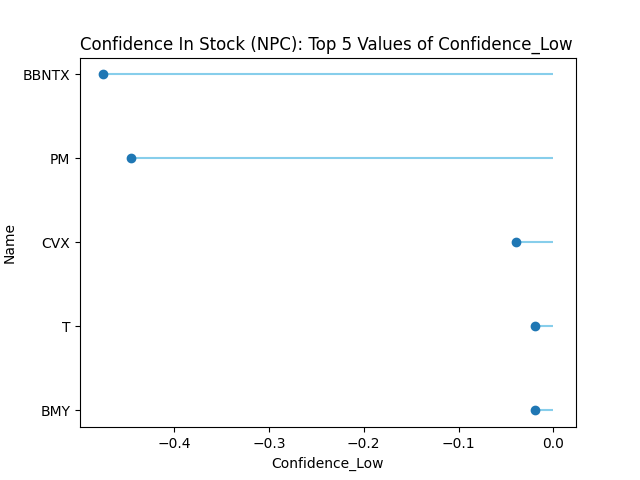 Confidence In Stock (NPC): Top 5 Values of Confidence_Low
BBNTX
PM
CVX
T
BMY
Name
−0.4
−0.3
−0.2
−0.1
0.0
Confidence_Low